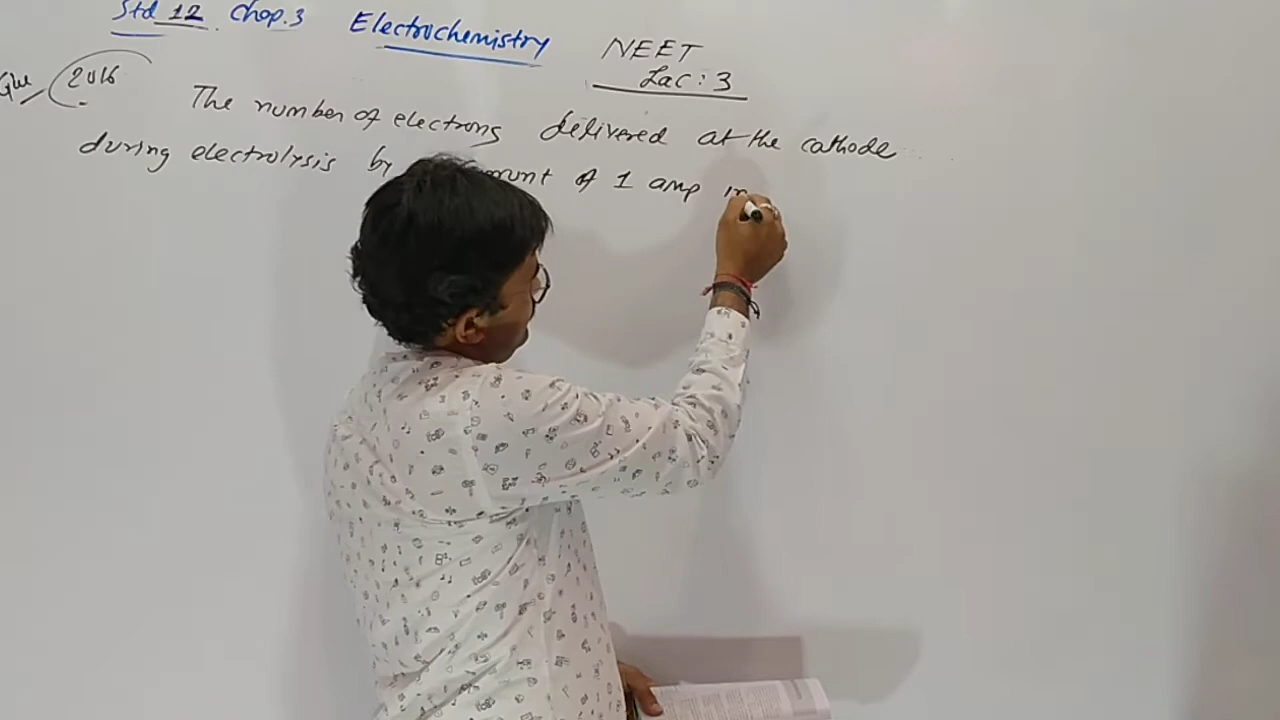 Std 12 Chap.3 Electrochemistry NEET
Lac : 3
Que 2016 The number of electrons delivered at the cathode
during electrolysis by of 1 amp in